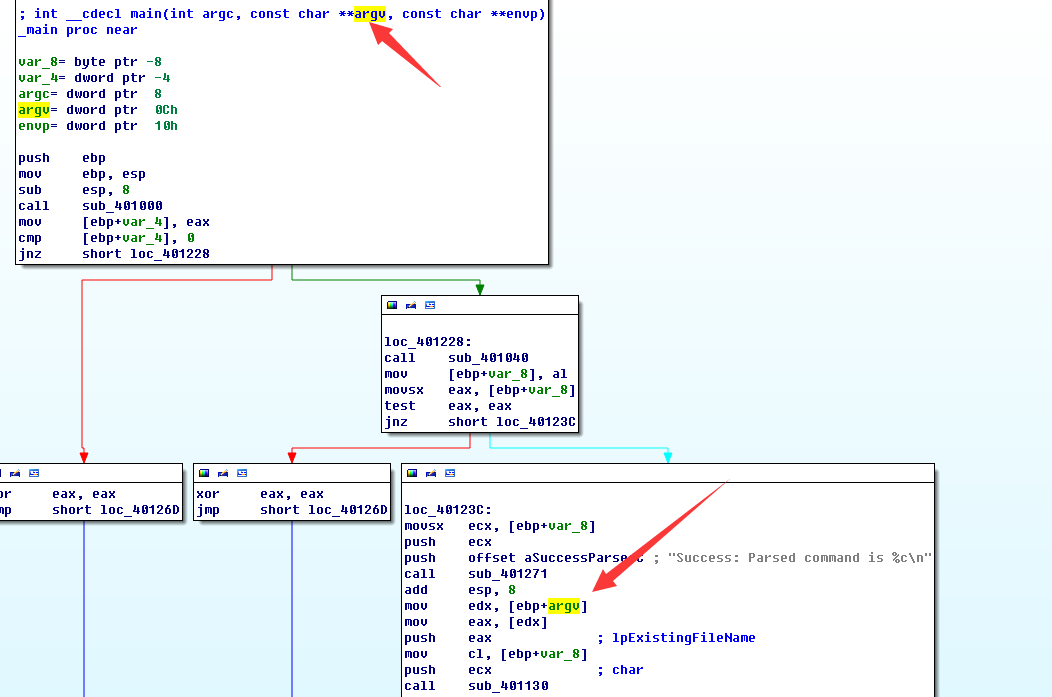 ; int __cdecl main(int argc, const char **argv, const char **envp)
_main proc near
var_8= byte ptr -8
var_4= dword ptr -4
argc= dword ptr  8
argv= dword ptr  0Ch
envp= dword ptr  10h
push    ebp
mov     ebp, esp
sub     esp, 8
call    sub_401000
mov     [ebp+var_4], eax
cmp     [ebp+var_4], 0
jnz     short loc_401228
loc_401228:
call    sub_401040
mov     [ebp+var_8], al
movsx   eax, [ebp+var_8]
test    eax, eax
jnz     short loc_40123C
or     eax, eax
mp     short loc_40126D
xor     eax, eax
jmp     short loc_40126D
loc_40123C:
movsx   ecx, [ebp+var_8]
push    ecx
push    offset aSuccessParse ; "Success: Parsed command is %c\n"
call    sub_401271
add     esp, 8
mov     edx, [ebp+argv]
mov     eax, [edx]
push    eax             ; lpExistingFileName
mov     cl, [ebp+var_8]
push    ecx             ; char
call    sub_401130